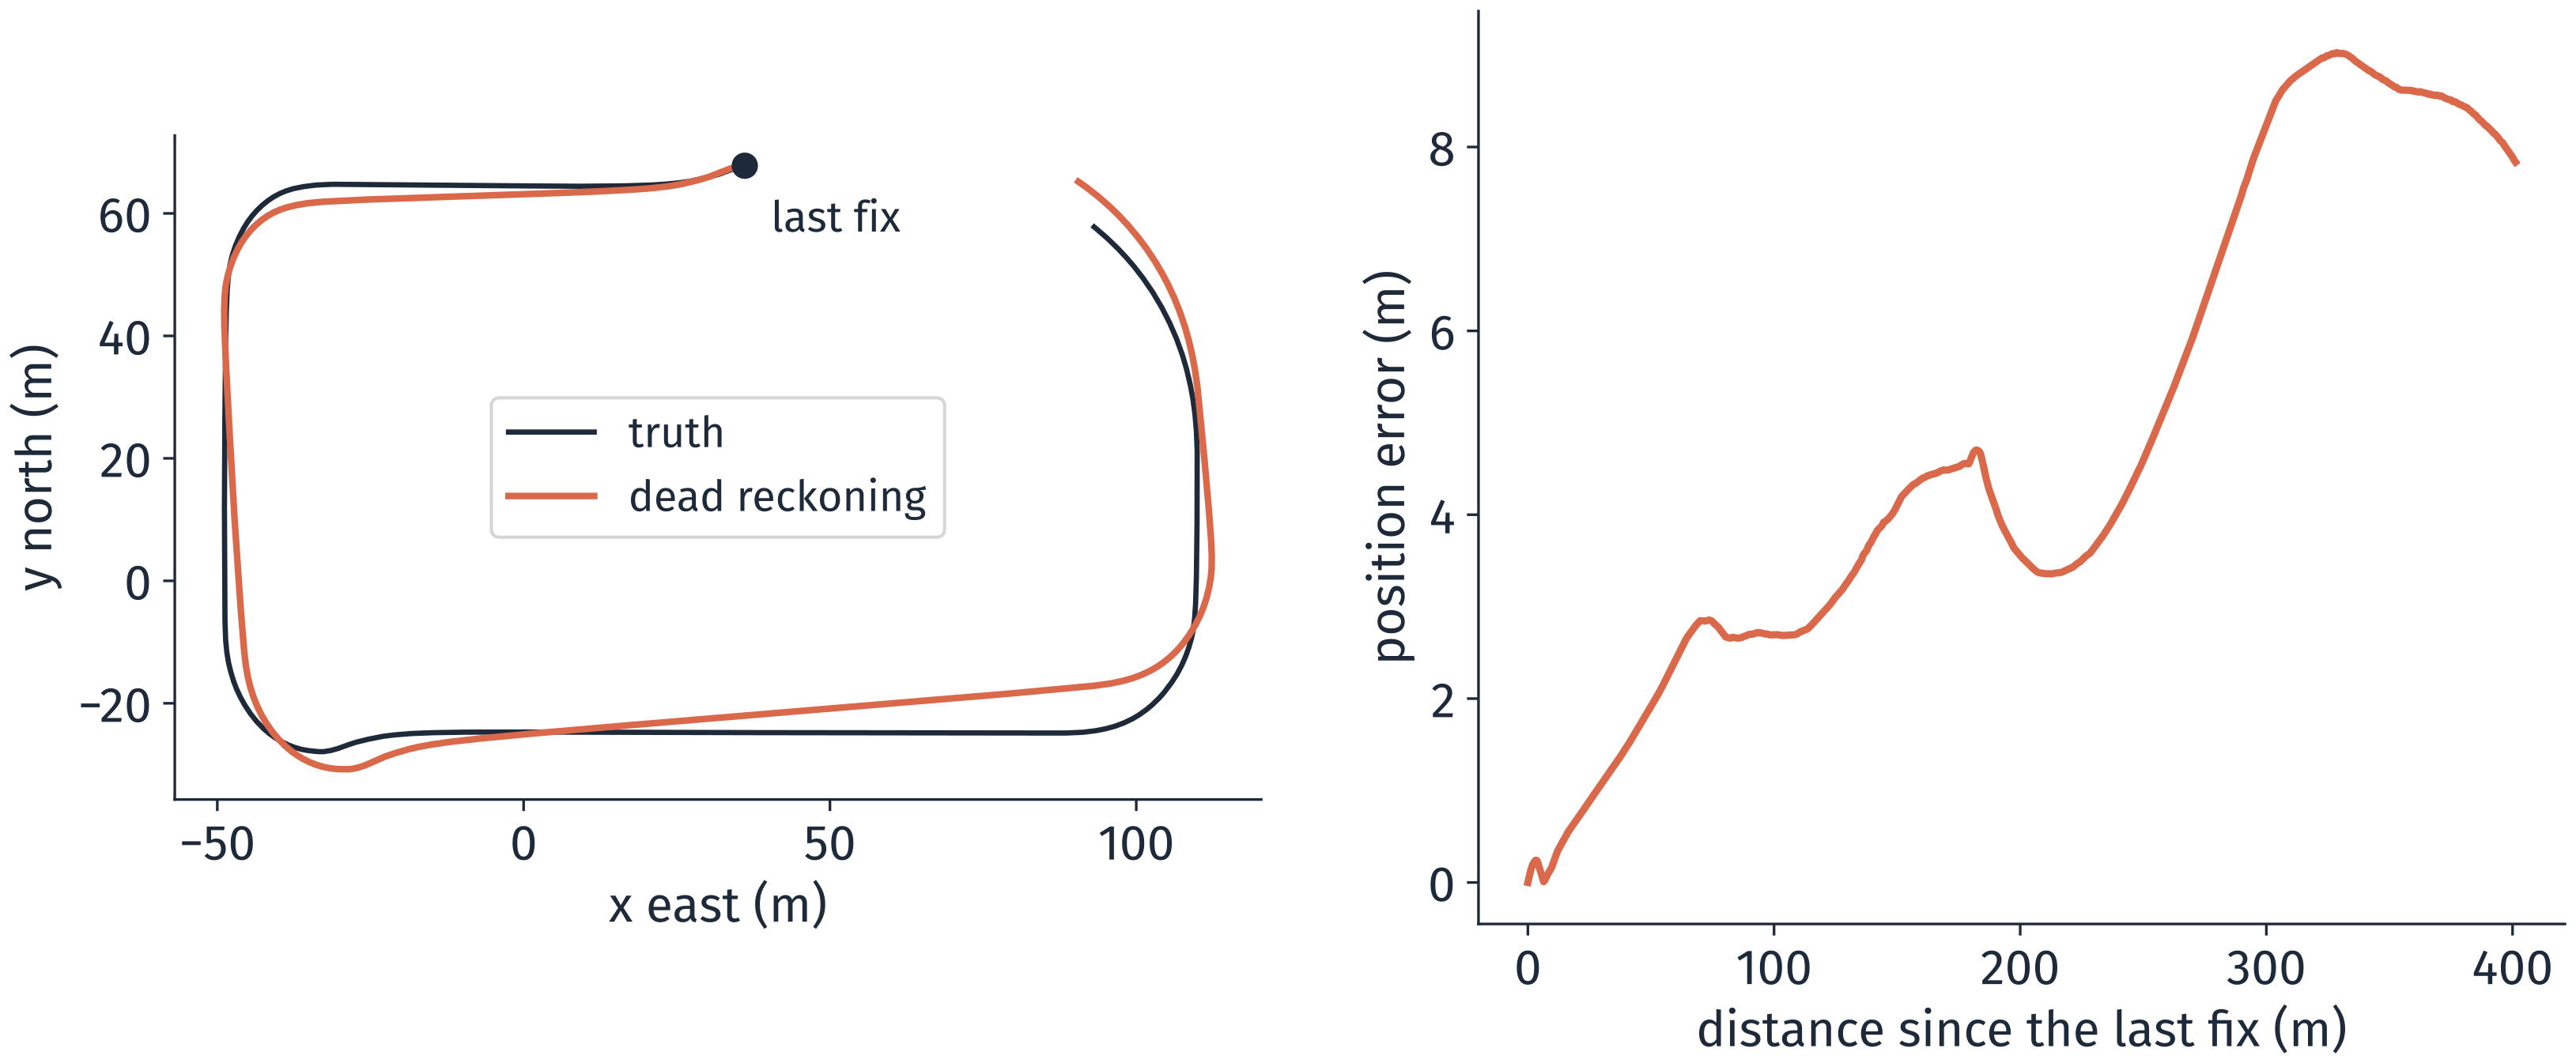 y north (m)
60
40
20
0
−20
last fix
truth
dead reckoning
−50 0 50 100
x east (m)
position error (m)
8
6
4
2
0
0 100 200 300 400
distance since the last fix (m)